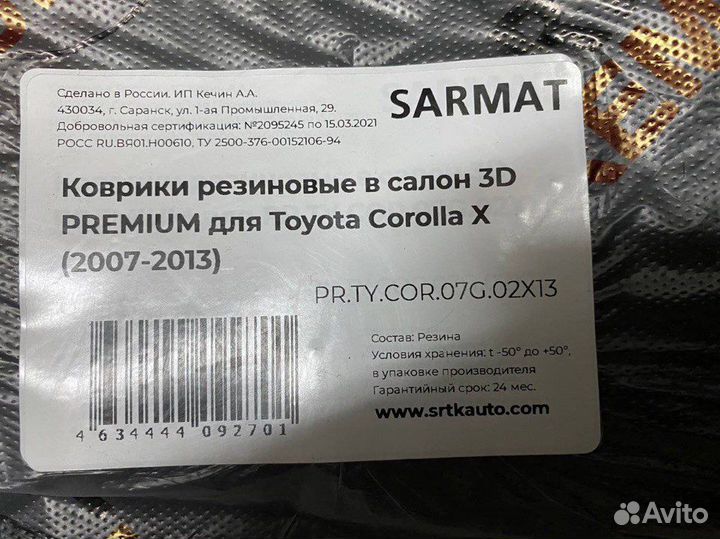 Сделано в России. ИП Кечин А.А.
430034, г. Саранск, ул. 1-ая Промышленная, 29.
Добровольная сертификация: №2095245 по 15.03.2021
РОСС RU.ВЯ01.Н00610, ТУ 2500-376-00152106-94
SARMAT
Коврики резиновые в салон 3D
PREMIUM для Toyota Corolla X
(2007-2013)
PR.TY.COR.07G.02X13
Состав: Резина
Условия хранения: t -50° до +50°,
в упаковке производителя
Гарантийный срок: 24 мес.
www.srtkauto.com
4 634444 092701
Avito